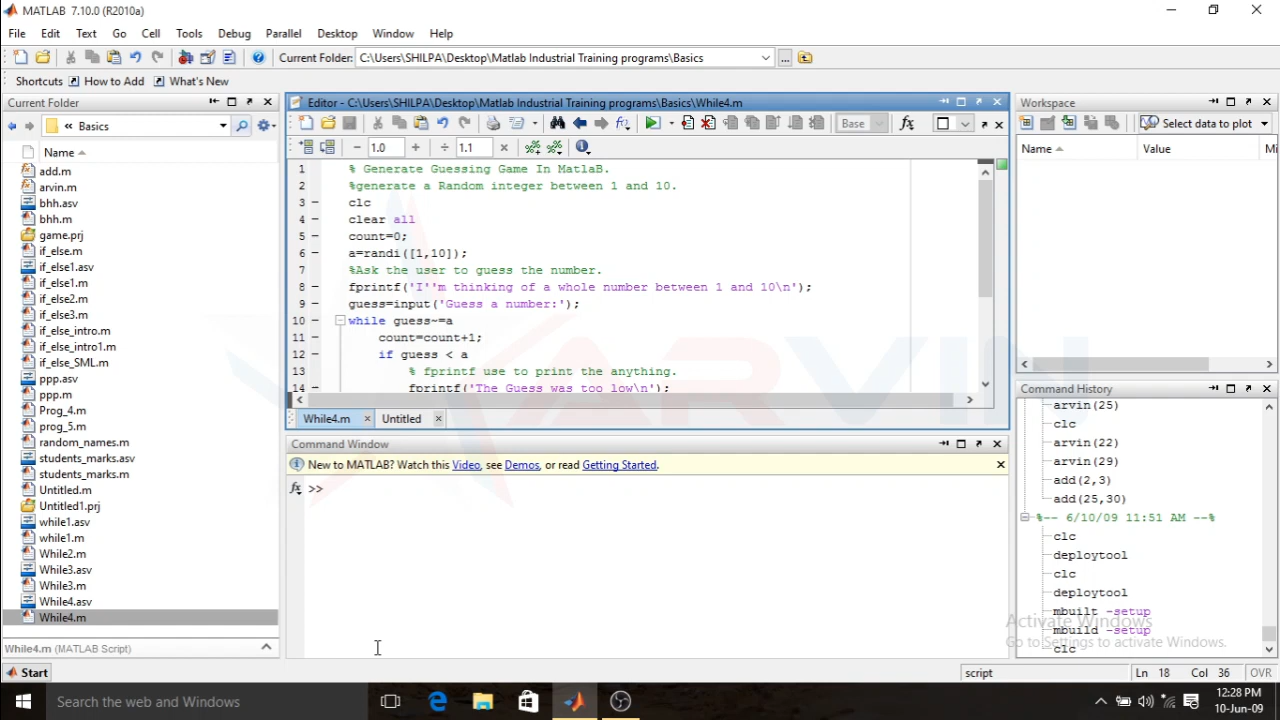 MATLAB 7.10.0 (R2010a)
File Edit Text Go Cell Tools Debug Parallel Desktop Window Help
Current Folder: C:\Users\SHILPA\Desktop\Matlab Industrial Training programs\Basics
Shortcuts How to Add What's New
Current Folder
« Basics
Name
add.m
arvin.m
bhh.asv
bhh.m
game.prj
if_else.m
if_else1.asv
if_else1.m
if_else2.m
if_else3.m
if_else_intro.m
if_else_intro1.m
if_else_SML.m
ppp.asv
ppp.m
Prog_4.m
prog_5.m
random_names.m
students_marks.asv
students_marks.m
Untitled.m
Untitled1.prj
while1.asv
while1.m
While2.m
While3.asv
While3.m
While4.asv
While4.m
While4.m (MATLAB Script)
Start
Editor - C:\Users\SHILPA\Desktop\Matlab Industrial Training programs\Basics\While4.m
Base
fx
1.0 1.1
1 % Generate Guessing Game In MatlaB.
2 %generate a Random integer between 1 and 10.
3 clc
4 clear all
5 count=0;
6 a=randi([1,10]);
7 %Ask the user to guess the number.
8 fprintf('I''m thinking of a whole number between 1 and 10\n');
9 guess=input('Guess a number:');
10 while guess~=a
11 count=count+1;
12 if guess < a
13 % fprintf use to print the anything.
14 fprintf('The Guess was too low\n');
While4.m Untitled
Command Window
New to MATLAB? Watch this Video, see Demos, or read Getting Started.
fx >>
Workspace
Select data to plot
Name Value Mi
Command History
arvin(25)
clc
arvin(22)
arvin(29)
add(2,3)
add(25,30)
%-- 6/10/09 11:51 AM --%
clc
deploytool
clc
deploytool
mbuilt -setup
mbuild -setup
clc
Activate Windows
Go to Settings to activate Windows.
script Ln 18 Col 36 OVR
ARVIN
Search the web and Windows
12:28 PM
10-Jun-09